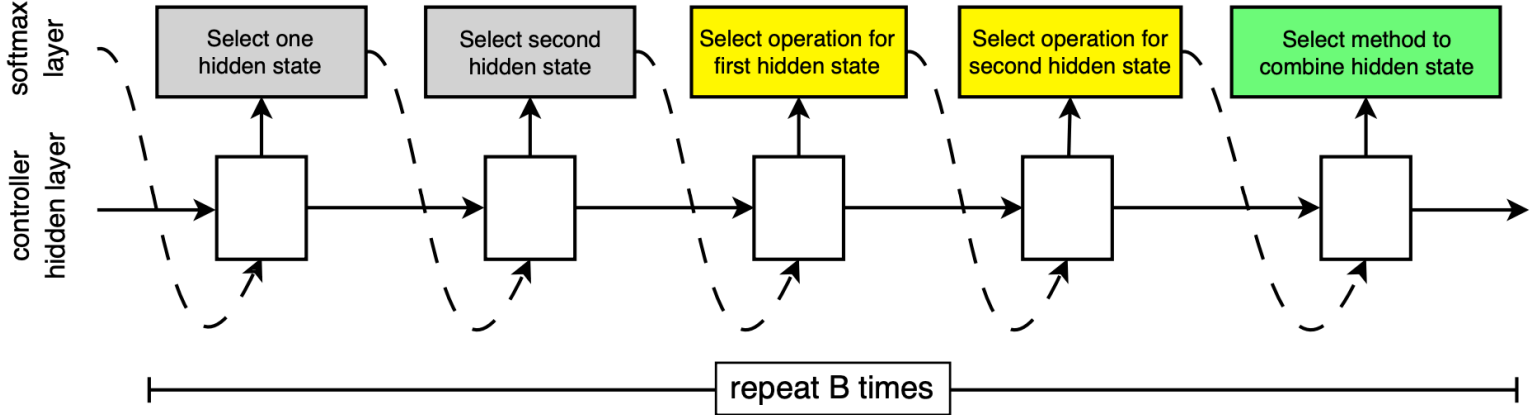 softmax
layer
Select one
hidden state
Select second
hidden state
Select operation for
first hidden state
Select operation for
second hidden state
Select method to
combine hidden state
controller
hidden layer
repeat B times